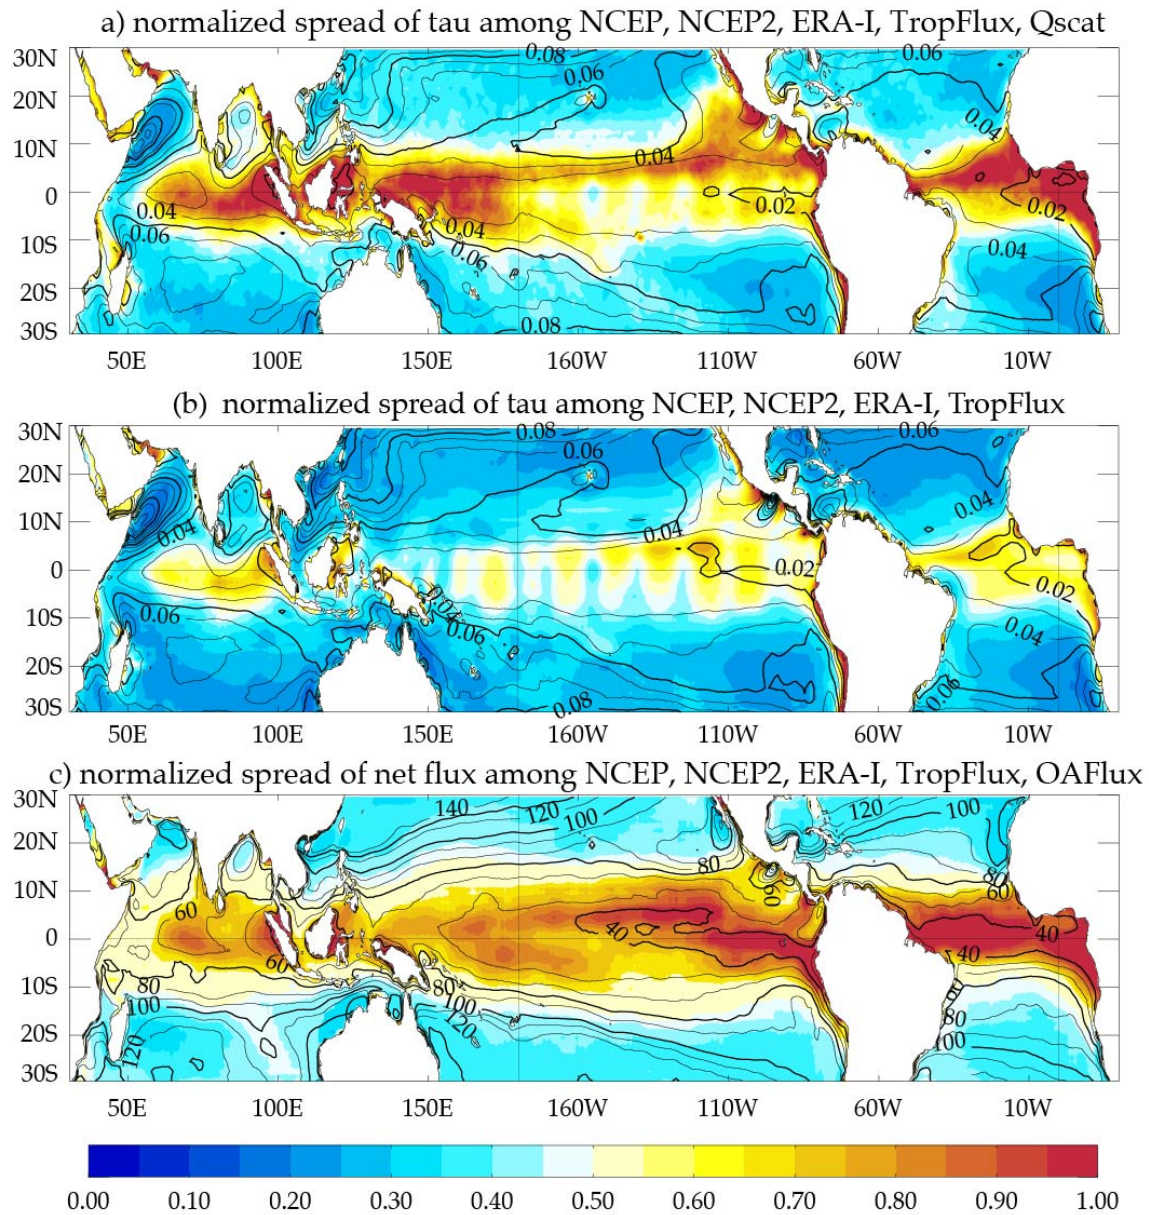 a) normalized spread of tau among NCEP, NCEP2, ERA-I, TropFlux, Qscat
30N
20N
10N
0
10S
20S
30S
0.08
0.06
0.06
0.04
0.04
0.04
0.06
0.04
0.06
0.02
0.02
0.04
0.08
50E 100E 150E 160W 110W 60W 10W
(b) normalized spread of tau among NCEP, NCEP2, ERA-I, TropFlux
30N
20N
10N
0
10S
20S
30S
0.08
0.06
0.06
0.04
0.04
0.04
0.02
0.02
0.06
0.04
0.06
0.04
0.06
0.08
50E 100E 150E 160W 110W 60W 10W
c) normalized spread of net flux among NCEP, NCEP2, ERA-I, TropFlux, OAFlux
30N
20N
10N
0
10S
20S
30S
140
120
100
120
100
80
80
60
60
60
40
40
60
40
80
100
80
100
120
120
80
80
100
50E 100E 150E 160W 110W 60W 10W
0.00 0.10 0.20 0.30 0.40 0.50 0.60 0.70 0.80 0.90 1.00